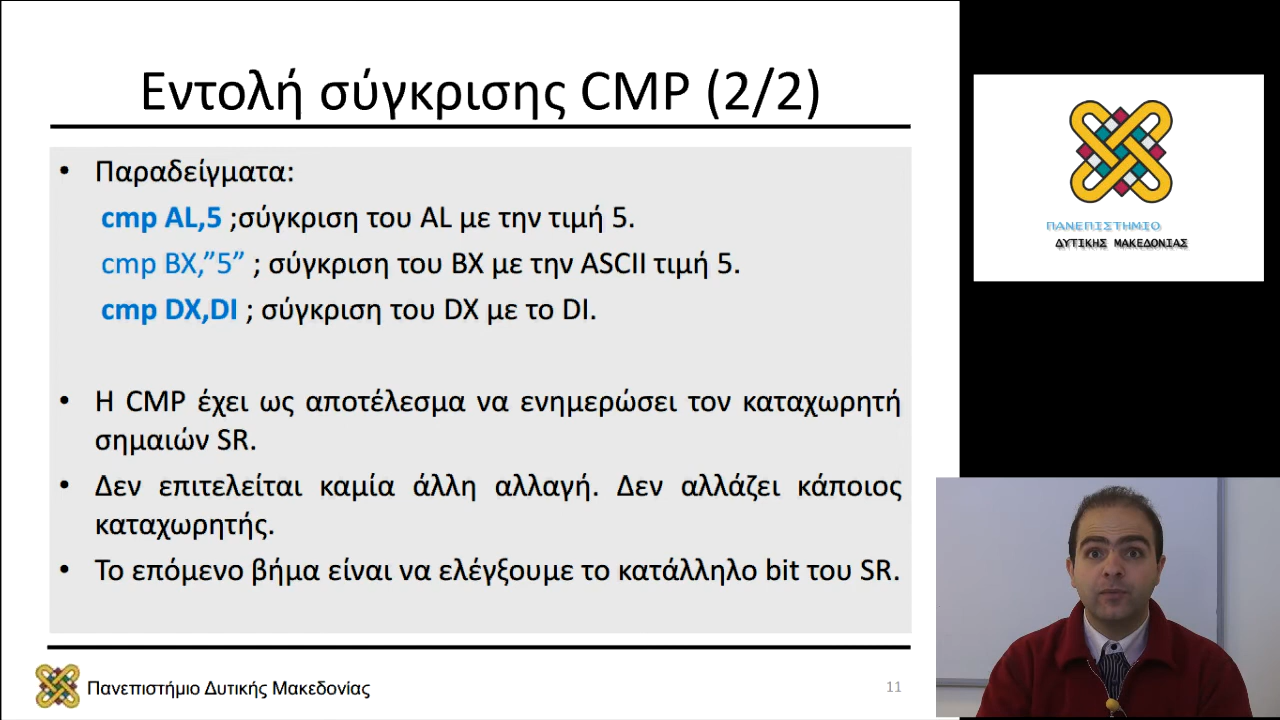 Εντολή σύγκρισης CMP (2/2)
• Παραδείγματα:
cmp AL,5 ;σύγκριση του AL με την τιμή 5.
cmp BX,”5” ; σύγκριση του BX με την ASCII τιμή 5.
cmp DX,DI ; σύγκριση του DX με το DI.
• Η CMP έχει ως αποτέλεσμα να ενημερώσει τον καταχωρητή
σημαιών SR.
• Δεν επιτελείται καμία άλλη αλλαγή. Δεν αλλάζει κάποιος
καταχωρητής.
• Το επόμενο βήμα είναι να ελέγξουμε το κατάλληλο bit του SR.
Πανεπιστήμιο Δυτικής Μακεδονίας
11
ΠΑΝΕΠΙΣΤΗΜΙΟ
ΔΥΤΙΚΗΣ ΜΑΚΕΔΟΝΙΑΣ